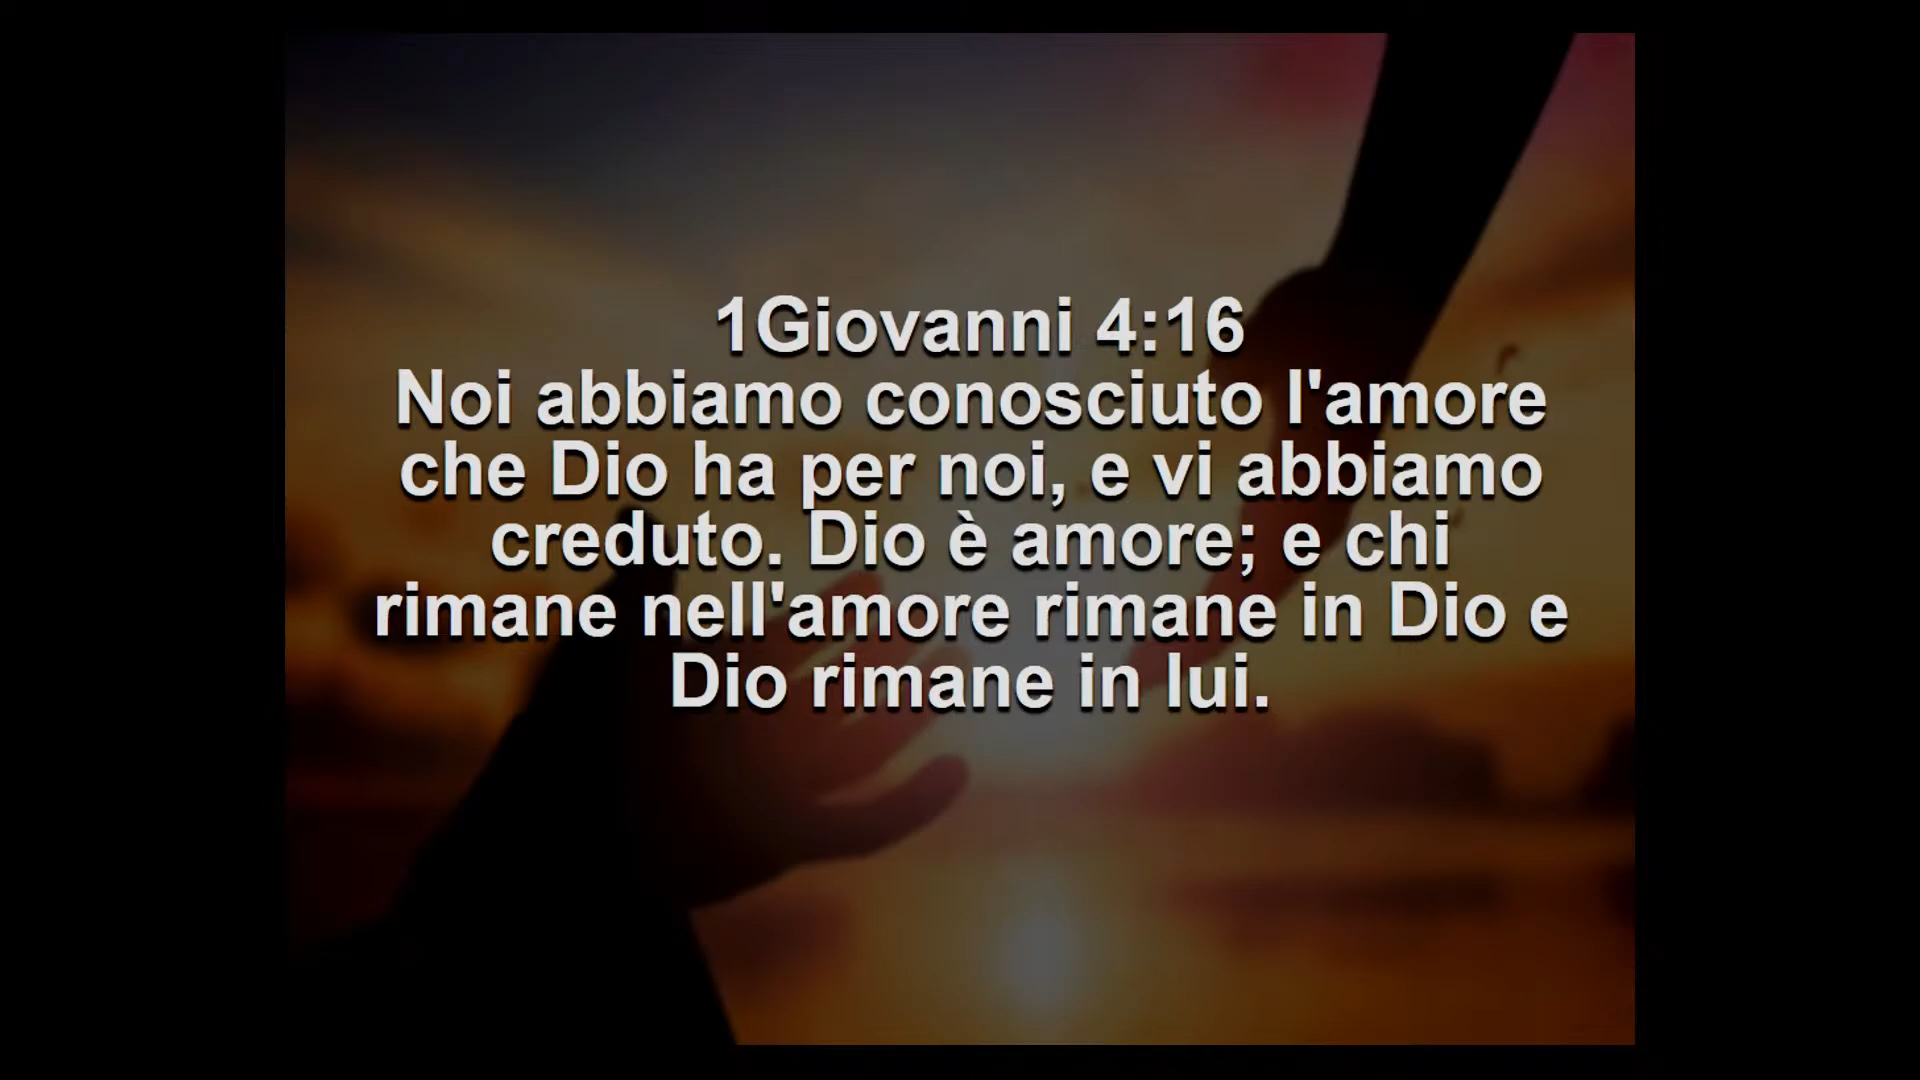 1Giovanni 4:16
Noi abbiamo conosciuto l'amore
che Dio ha per noi, e vi abbiamo
creduto. Dio è amore; e chi
rimane nell'amore rimane in Dio e
Dio rimane in lui.